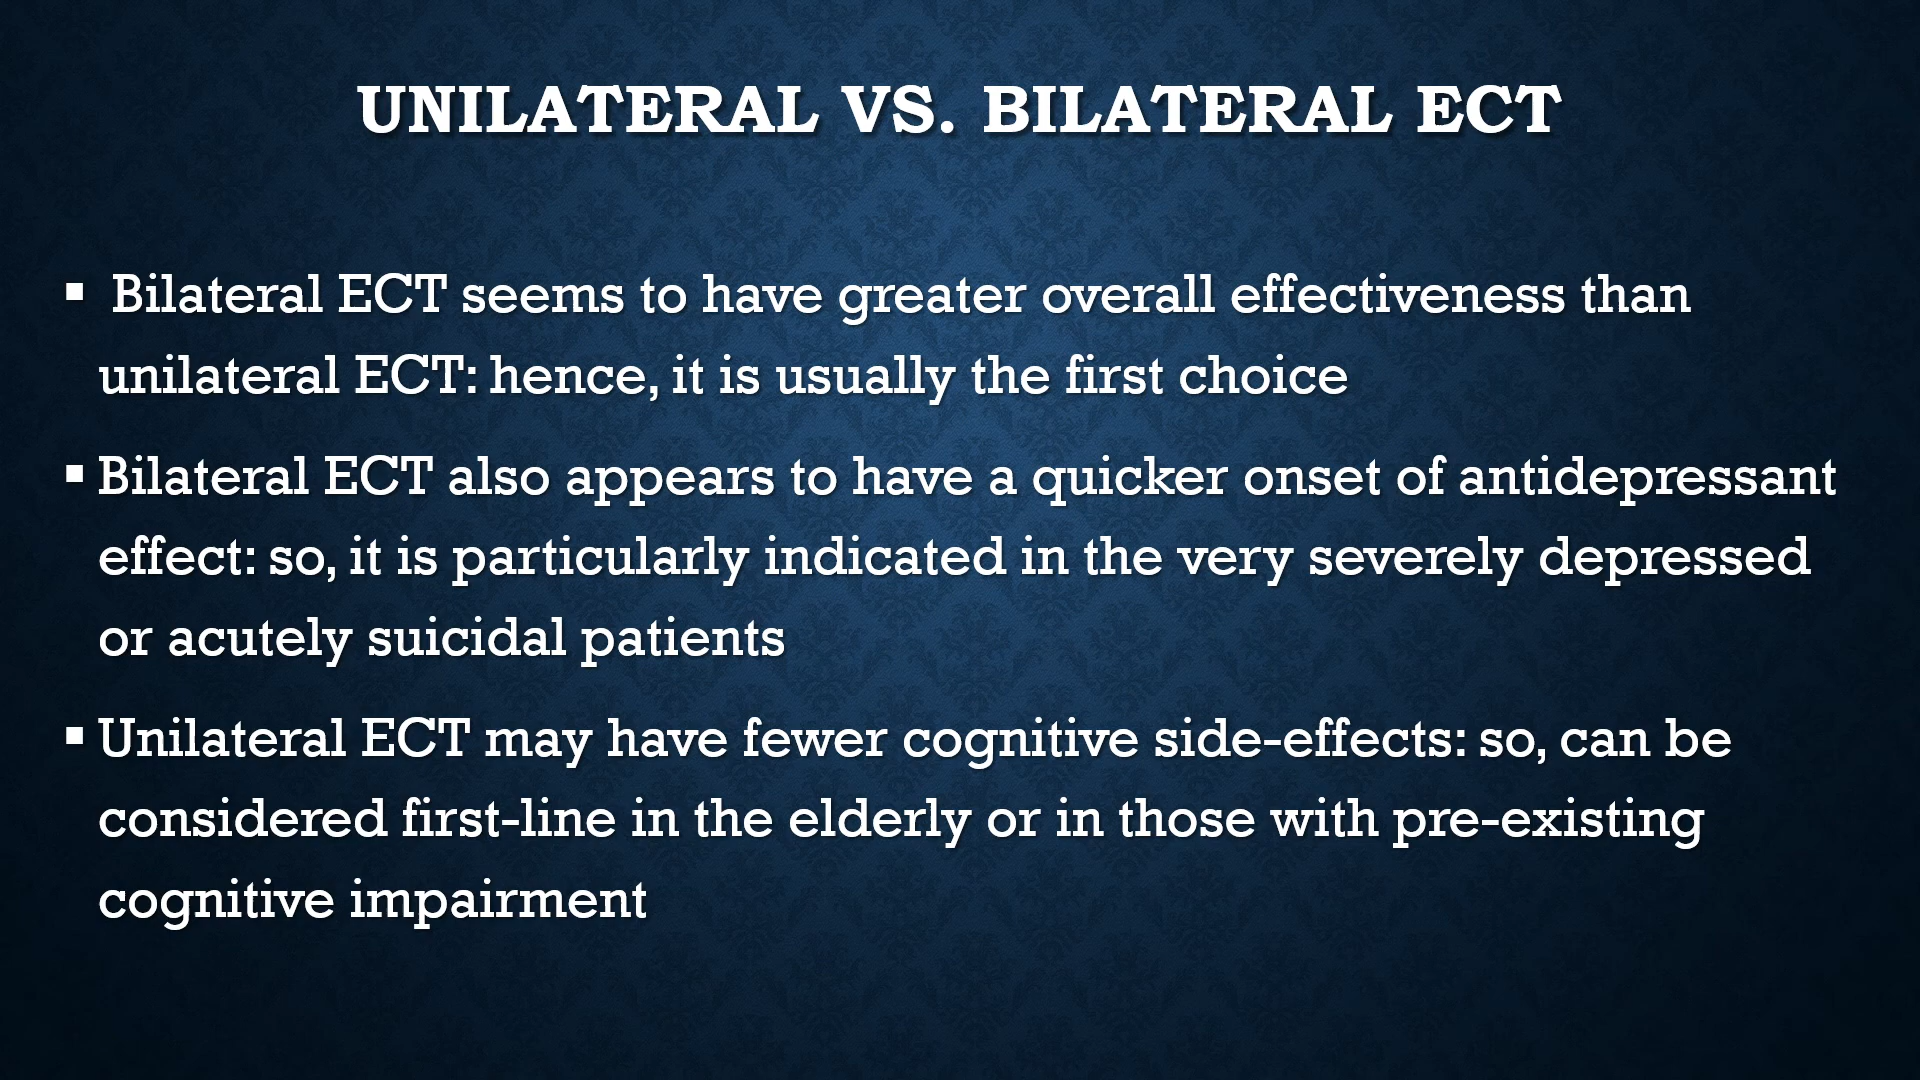 UNILATERAL VS. BILATERAL ECT
▪ Bilateral ECT seems to have greater overall effectiveness than
unilateral ECT: hence, it is usually the first choice
▪ Bilateral ECT also appears to have a quicker onset of antidepressant
effect: so, it is particularly indicated in the very severely depressed
or acutely suicidal patients
▪ Unilateral ECT may have fewer cognitive side-effects: so, can be
considered first-line in the elderly or in those with pre-existing
cognitive impairment